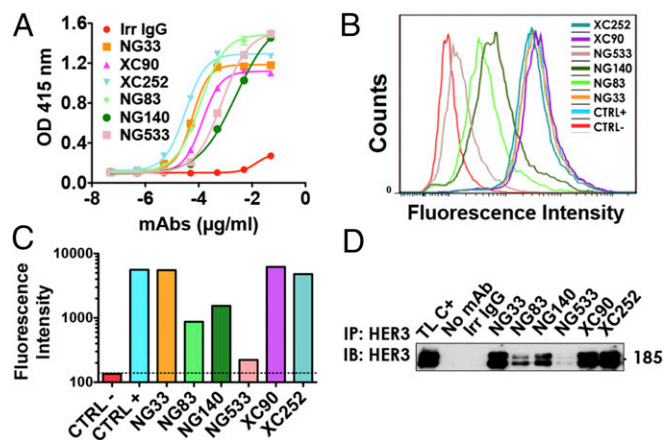 A
Irr IgG
NG33
XC90
XC252
NG83
NG140
NG533
OD 415 nm
1.6
1.2
0.8
0.4
0.0
-8
-6
-4
-2
0
mAbs (µg/ml)
B
Counts
0
XC252
XC90
NG533
NG140
NG83
NG33
CTRL+
CTRL-
Fluorescence Intensity
C
Fluorescence
Intensity
10000
1000
100
CTRL -
CTRL +
NG33
NG83
NG140
NG533
XC90
XC252
D
TL C+
No mAb
Irr IgG
NG33
NG83
NG140
NG533
XC90
XC252
IP: HER3
IB: HER3
- 185